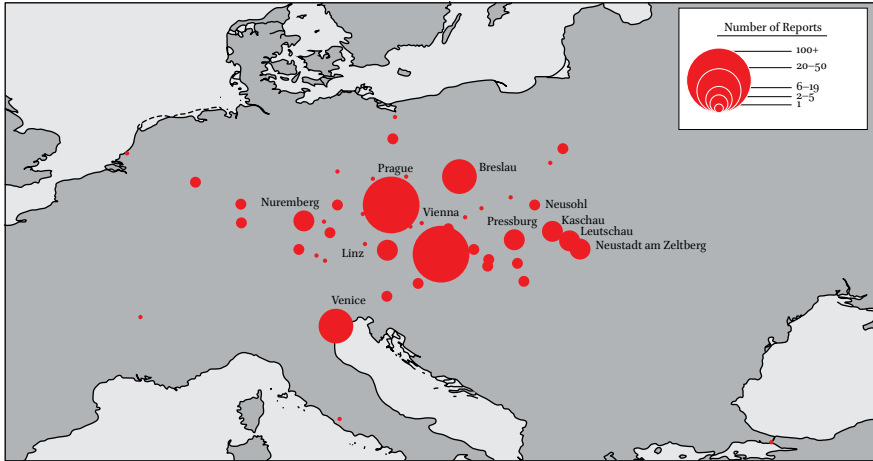 Number of Reports
100+
20–50
6–19
2–5
1
Prague
Breslau
Nuremberg
Vienna
Neusohl
Pressburg
Kaschau
Leutschau
Linz
Neustadt am Zeltberg
Venice